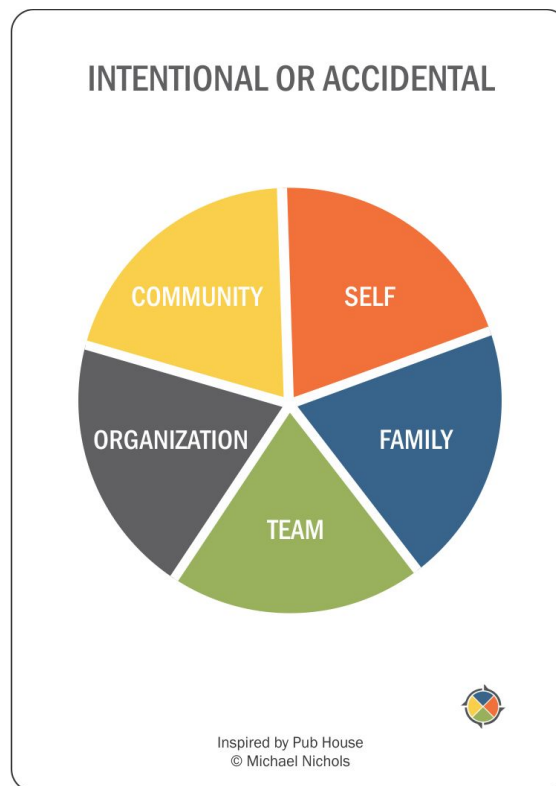 INTENTIONAL OR ACCIDENTAL
COMMUNITY
SELF
ORGANIZATION
FAMILY
TEAM
Inspired by Pub House
© Michael Nichols